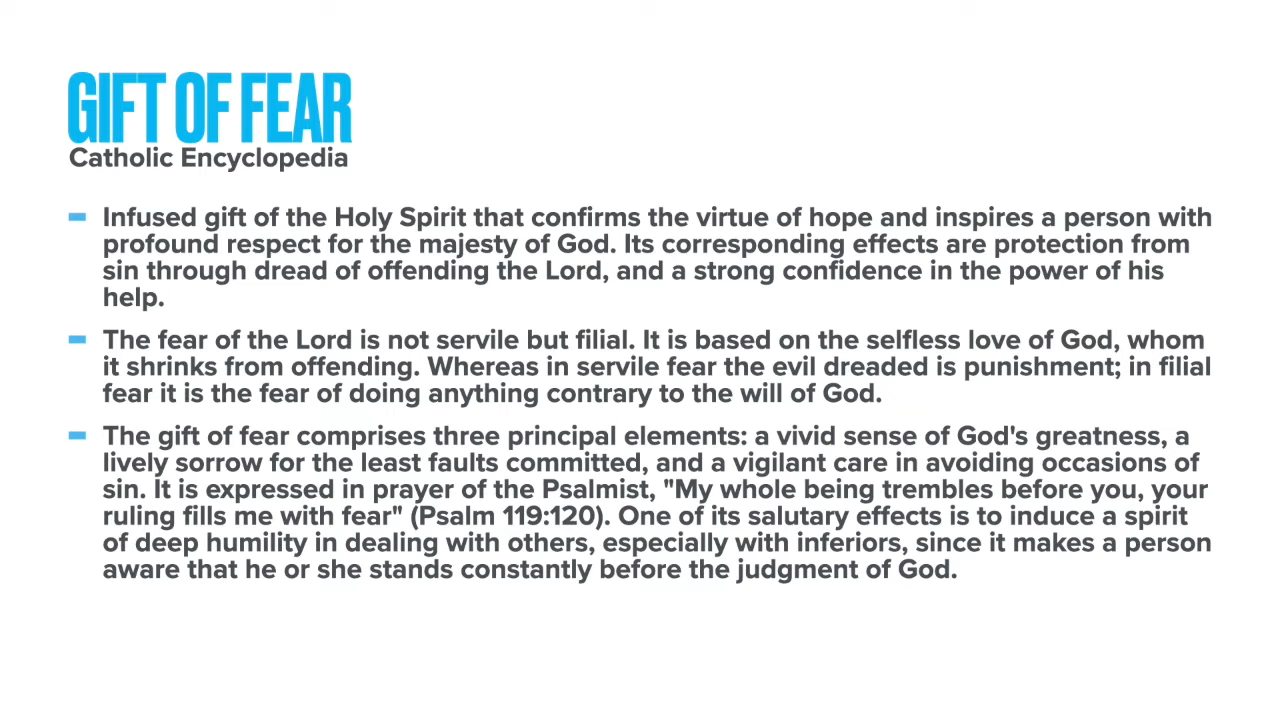 GIFT OF FEAR
Catholic Encyclopedia
Infused gift of the Holy Spirit that confirms the virtue of hope and inspires a person with
profound respect for the majesty of God. Its corresponding effects are protection from
sin through dread of offending the Lord, and a strong confidence in the power of his
help.
The fear of the Lord is not servile but filial. It is based on the selfless love of God, whom
it shrinks from offending. Whereas in servile fear the evil dreaded is punishment; in filial
fear it is the fear of doing anything contrary to the will of God.
The gift of fear comprises three principal elements: a vivid sense of God's greatness, a
lively sorrow for the least faults committed, and a vigilant care in avoiding occasions of
sin. It is expressed in prayer of the Psalmist, "My whole being trembles before you, your
ruling fills me with fear" (Psalm 119:120). One of its salutary effects is to induce a spirit
of deep humility in dealing with others, especially with inferiors, since it makes a person
aware that he or she stands constantly before the judgment of God.